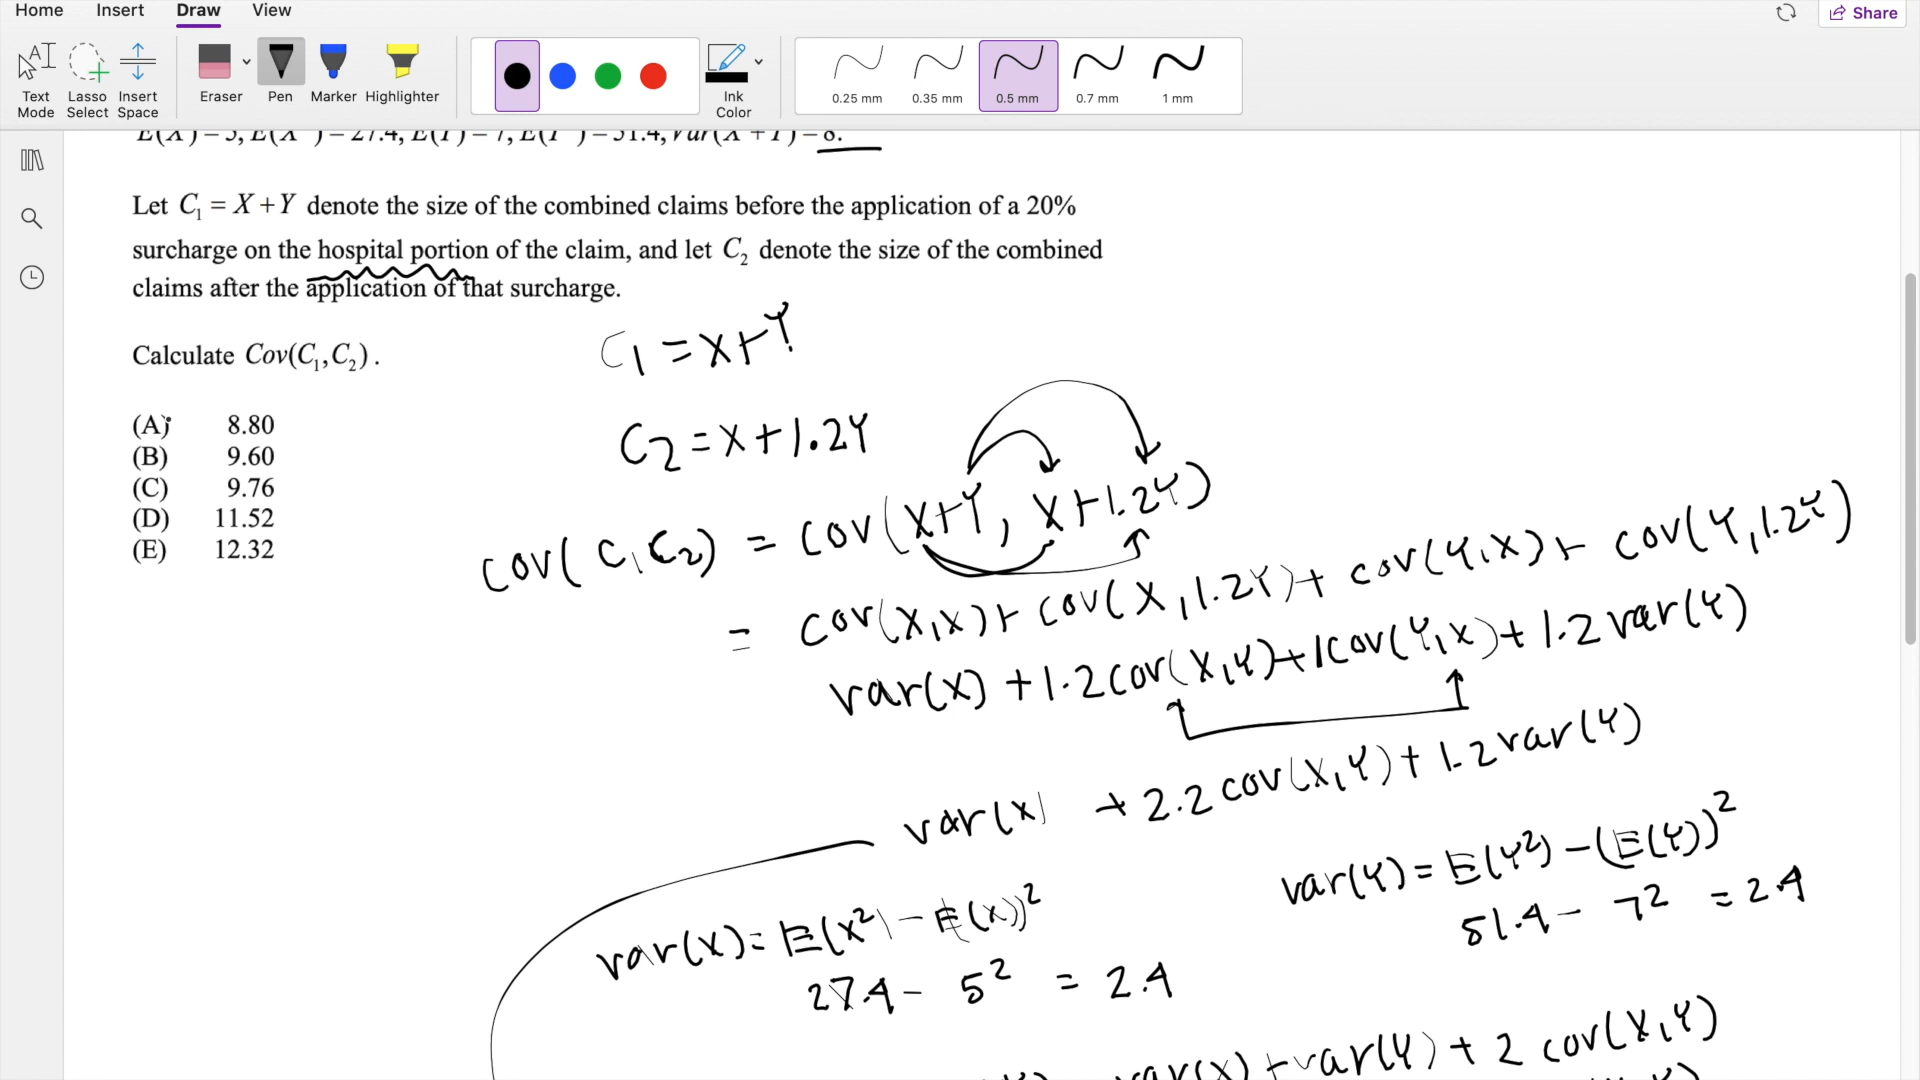 Home Insert Draw View Share
Text Mode Lasso Select Insert Space Eraser Pen Marker Highlighter Ink Color 0.25 mm 0.35 mm 0.5 mm 0.7 mm 1 mm
Let C₁ = X + Y denote the size of the combined claims before the application of a 20%
surcharge on the hospital portion of the claim, and let C₂ denote the size of the combined
claims after the application of that surcharge.
Calculate Cov(C₁, C₂).
(A) 8.80
(B) 9.60
(C) 9.76
(D) 11.52
(E) 12.32
C1 = X+Y
C2 = X+1.2Y
cov(C1, C2) = cov(X+Y, X+1.2Y)
= cov(X,X)+ cov(X,1.2Y)+ cov(Y,X)+ cov(Y,1.2Y)
var(X) +1.2cov(X,Y)+1cov(Y,X)+1.2var(Y)
var(X) +2.2cov(X,Y)+1.2var(Y)
var(X)= E(X²) - E(X))²
27.4 - 5² = 2.4
var(Y)= E(Y²) -(E(Y))²
51.4 - 7² = 2.4
var(X) +var(Y) + 2 cov(X,Y)